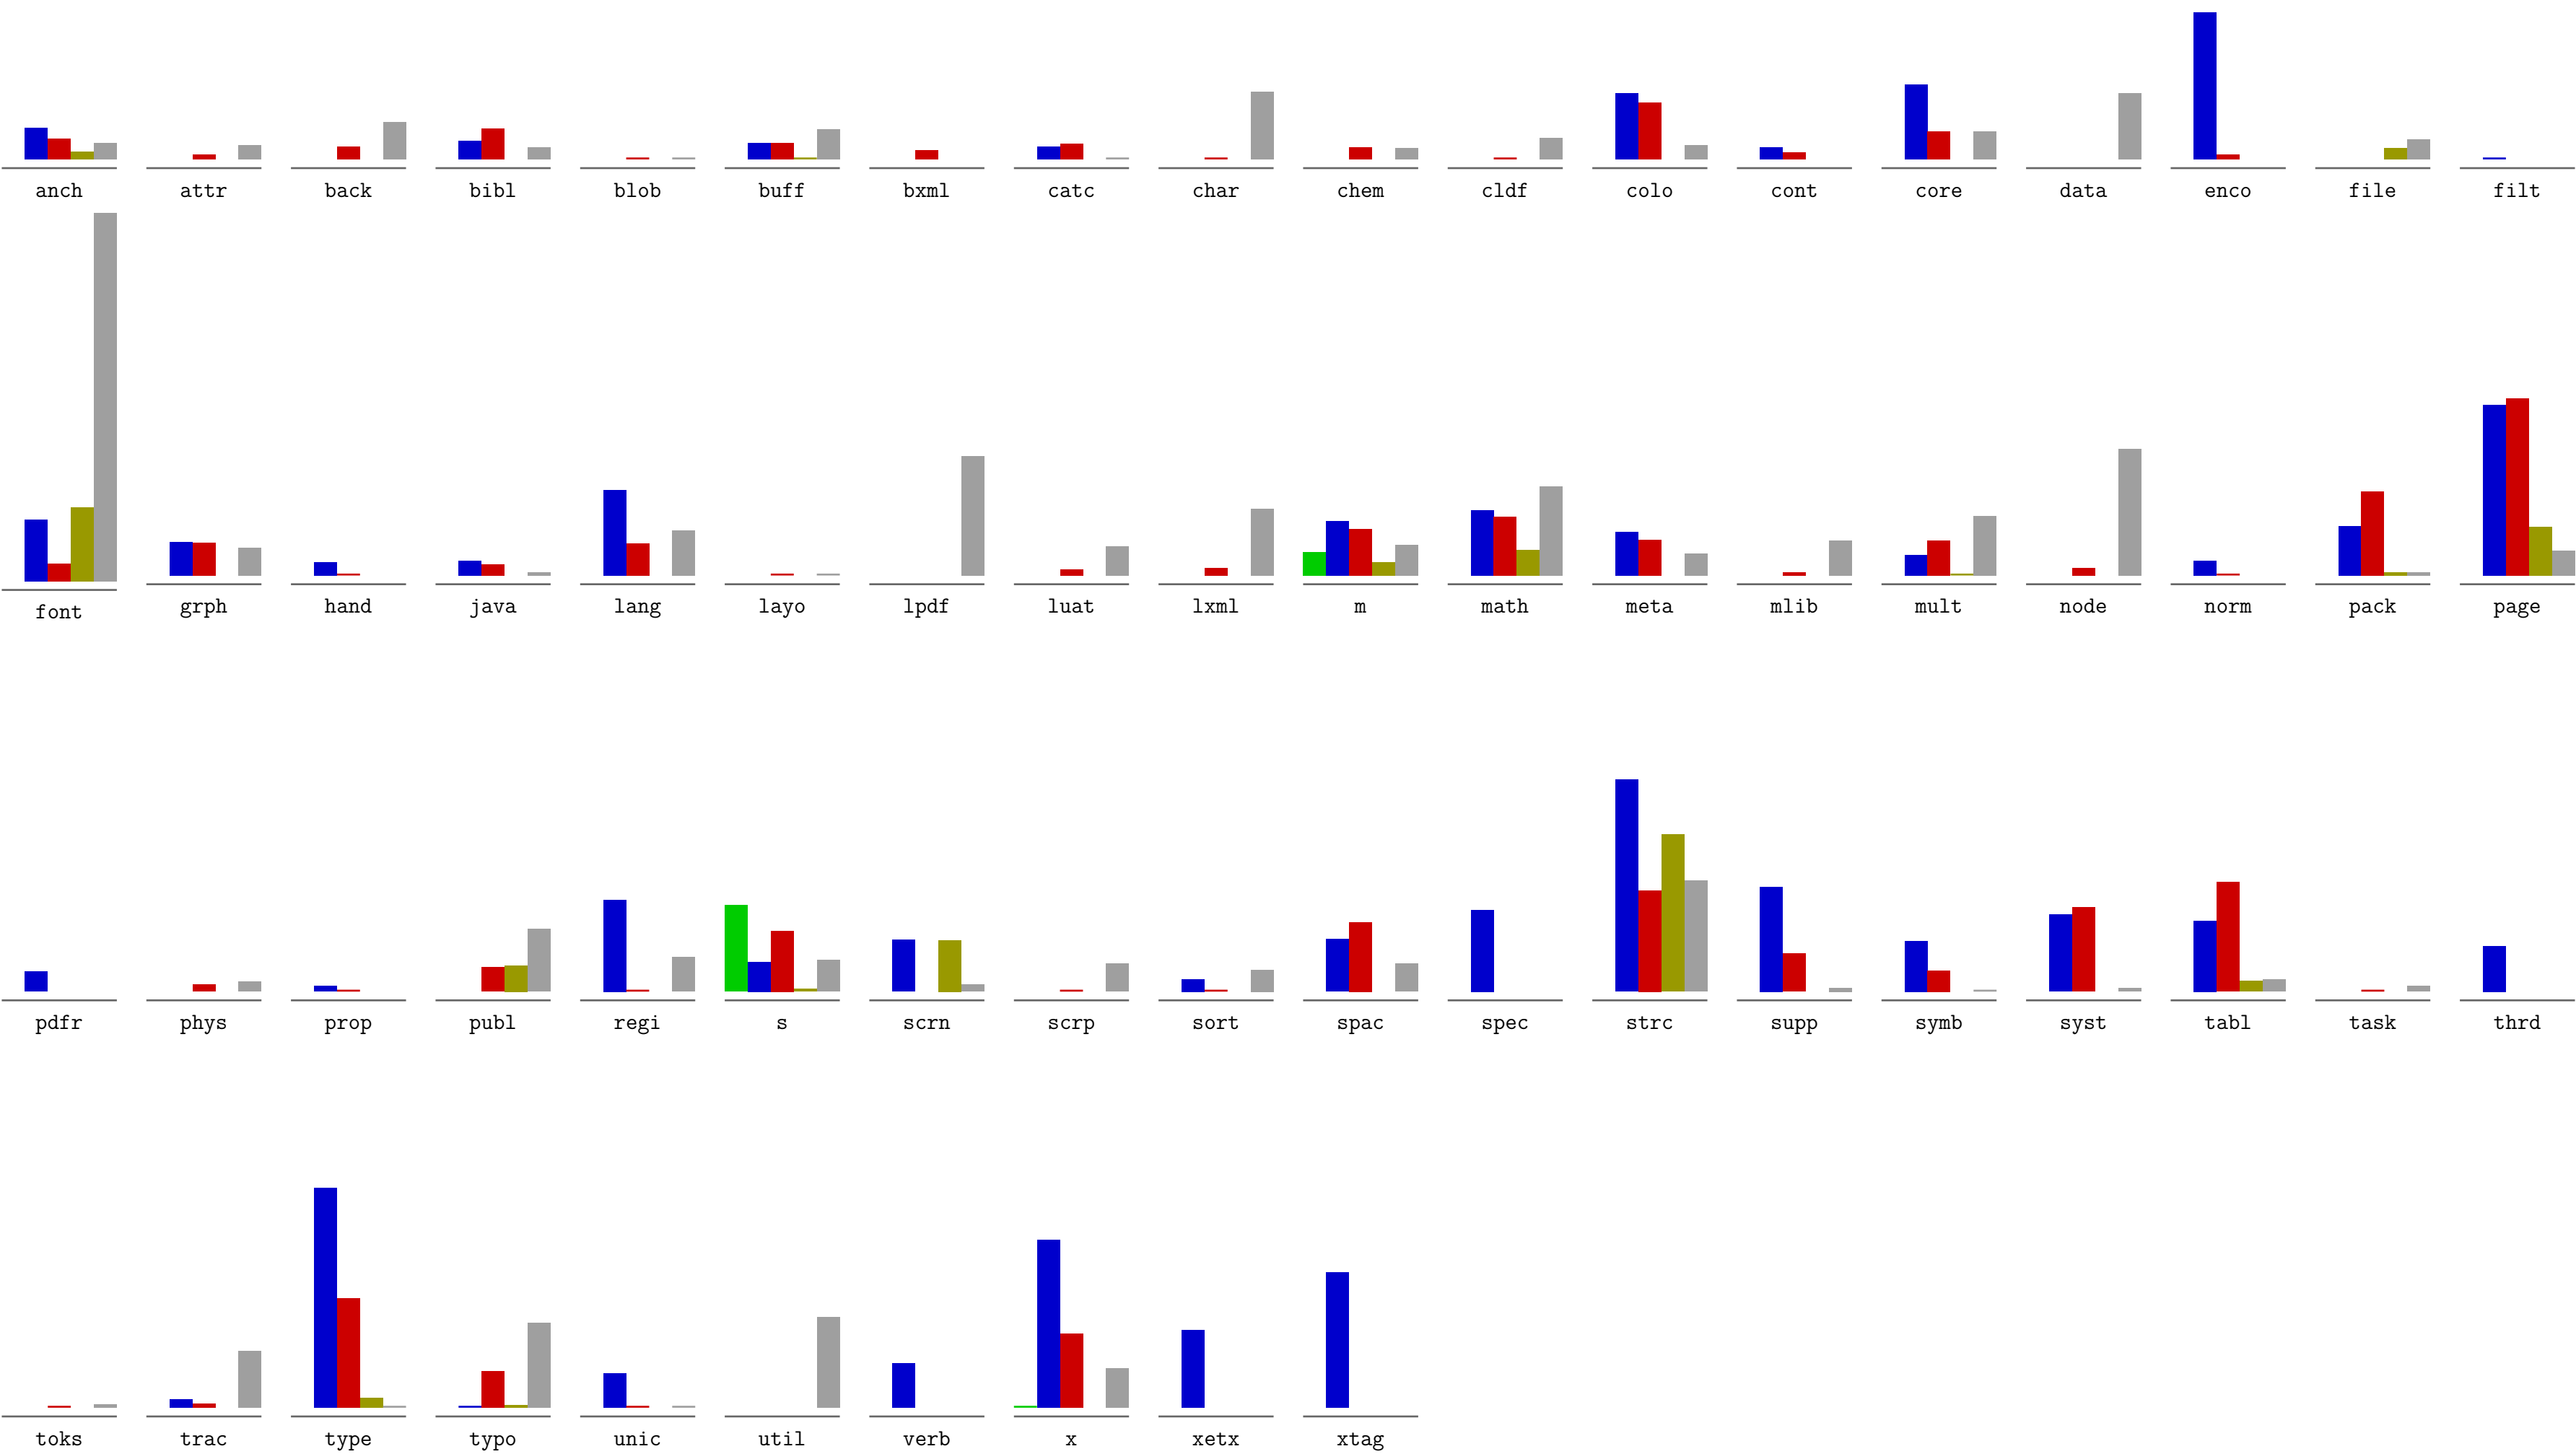 anch attr back bibl blob buff bxml catc char chem cldf colo cont core data enco file filt
font grph hand java lang layo lpdf luat lxml m math meta mlib mult node norm pack page
pdfr phys prop publ regi s scrn scrp sort spac spec strc supp symb syst tabl task thrd
toks trac type typo unic util verb x xetx xtag